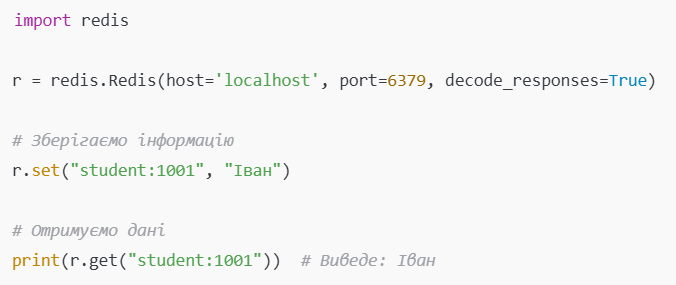 import redis
r = redis.Redis(host='localhost', port=6379, decode_responses=True)
# Зберігаємо інформацію
r.set("student:1001", "Іван")
# Отримуємо дані
print(r.get("student:1001"))  # Виведе: Іван